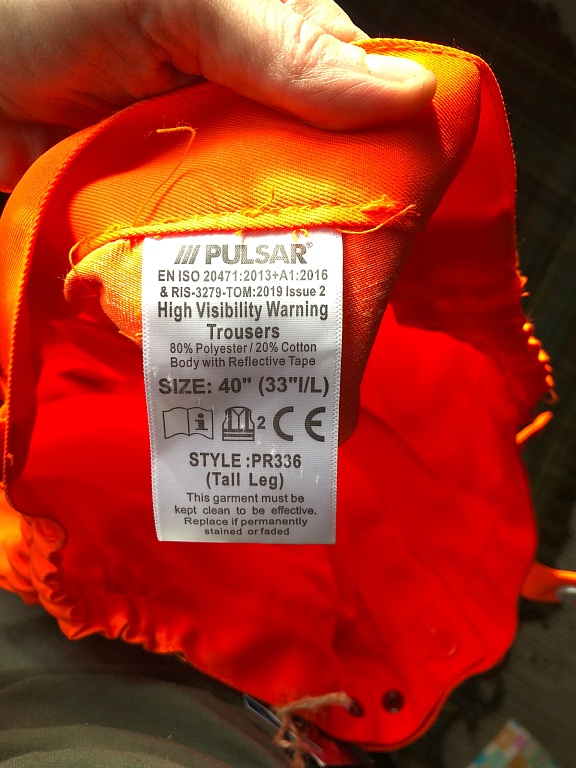 PULSAR®
EN ISO 20471:2013+A1:2016
& RIS-3279-TOM:2019 Issue 2
High Visibility Warning
Trousers
80% Polyester / 20% Cotton
Body with Reflective Tape
SIZE: 40" (33"I/L)
i 2 CE
STYLE :PR336
(Tall Leg)
This garment must be
kept clean to be effective.
Replace if permanently
stained or faded